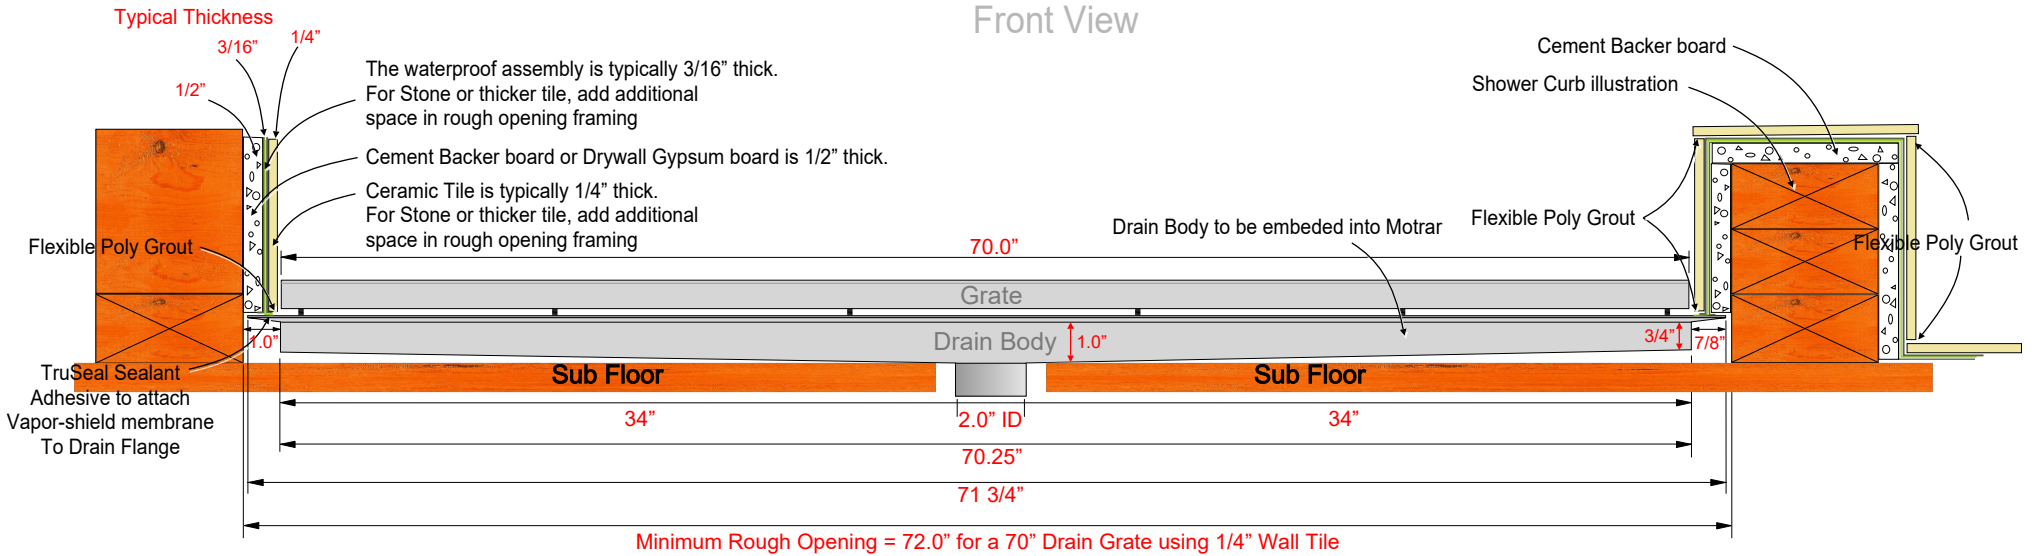 Front View
Typical Thickness
3/16”
1/4”
1/2”
The waterproof assembly is typically 3/16” thick.
For Stone or thicker tile, add additional
space in rough opening framing
Cement Backer board or Drywall Gypsum board is 1/2” thick.
Ceramic Tile is typically 1/4” thick.
For Stone or thicker tile, add additional
space in rough opening framing
Flexible Poly Grout
Cement Backer board
Shower Curb illustration
Drain Body to be embeded into Motrar
Flexible Poly Grout
Flexible Poly Grout
70.0”
Grate
1.0”
Drain Body
1.0”
3/4”
7/8”
TruSeal Sealant
Adhesive to attach
Vapor-shield membrane
To Drain Flange
Sub Floor
Sub Floor
34”
2.0” ID
34”
70.25”
71 3/4”
Minimum Rough Opening = 72.0” for a 70” Drain Grate using 1/4” Wall Tile